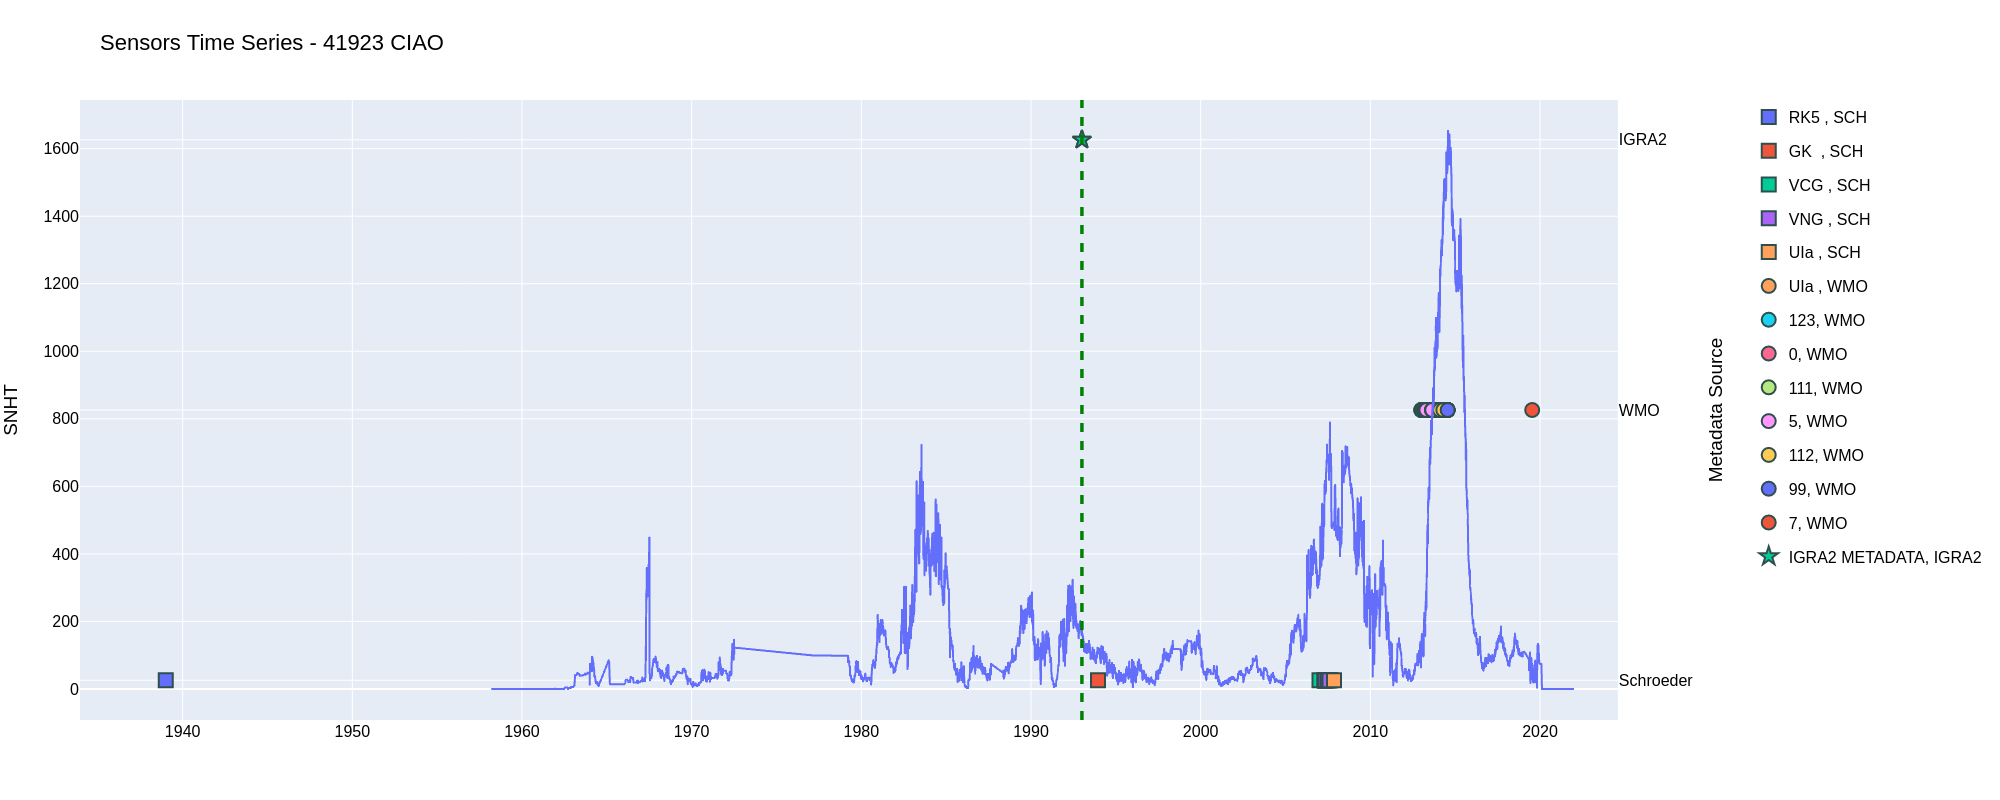 Sensors Time Series - 41923 CIAO
SNHT
1600
1400
1200
1000
800
600
400
200
0
1940
1950
1960
1970
1980
1990
2000
2010
2020
IGRA2
WMO
Schroeder
Metadata Source
RK5 , SCH
GK  , SCH
VCG , SCH
VNG , SCH
UIa , SCH
UIa , WMO
123, WMO
0, WMO
111, WMO
5, WMO
112, WMO
99, WMO
7, WMO
IGRA2 METADATA, IGRA2